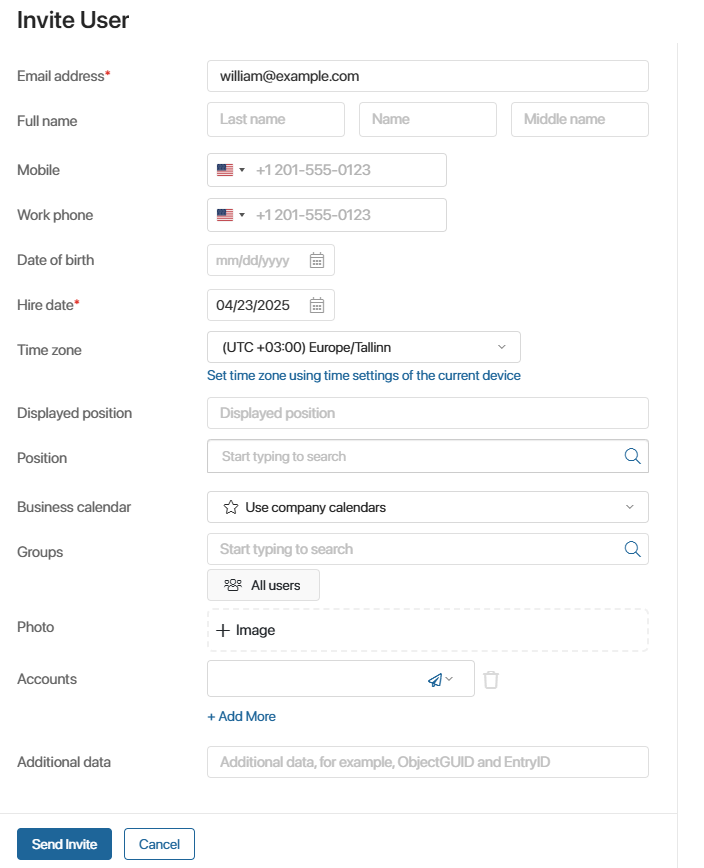 Invite User
Email address* william@example.com
Full name Last name Name Middle name
Mobile +1 201-555-0123
Work phone +1 201-555-0123
Date of birth mm/dd/yyyy
Hire date* 04/23/2025
Time zone (UTC +03:00) Europe/Tallinn
Set time zone using time settings of the current device
Displayed position Displayed position
Position Start typing to search
Business calendar Use company calendars
Groups Start typing to search
All users
Photo + Image
Accounts
+ Add More
Additional data Additional data, for example, ObjectGUID and EntryID
Send Invite Cancel